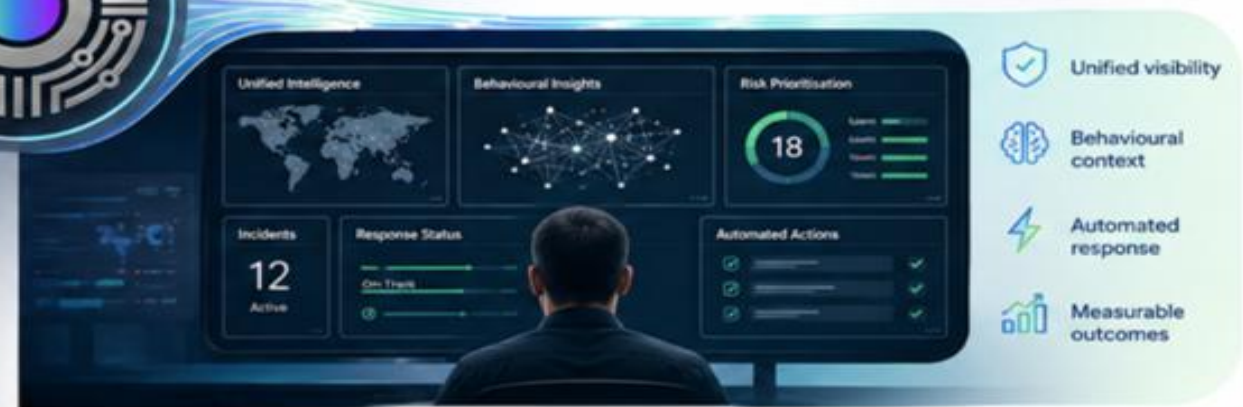 Unified Intelligence
Behavioural Insights
Risk Prioritisation
18
Incidents
12
Active
Response Status
On Track
Automated Actions
Unified visibility
Behavioural
context
Automated
response
Measurable
outcomes